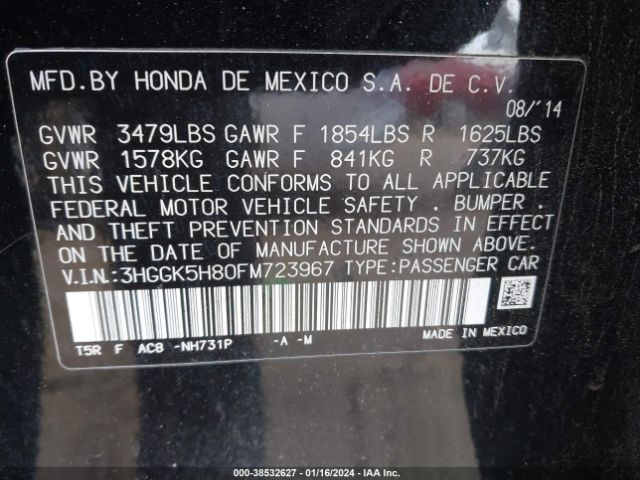 MFD.BY HONDA DE MEXICO S.A. DE C.V.
08/'14
GVWR 3479LBS GAWR F 1854LBS R 1625LBS
GVWR 1578KG GAWR F 841KG R 737KG
THIS VEHICLE CONFORMS TO ALL APPLICABLE
FEDERAL MOTOR VEHICLE SAFETY . BUMPER .
AND THEFT PREVENTION STANDARDS IN EFFECT
ON THE DATE OF MANUFACTURE SHOWN ABOVE.
V.I.N.:3HGGK5H80FM723967 TYPE:PASSENGER CAR
T5R F AC8 -NH731P -A -M MADE IN MEXICO
000-38532627 - 01/16/2024 - IAA Inc.